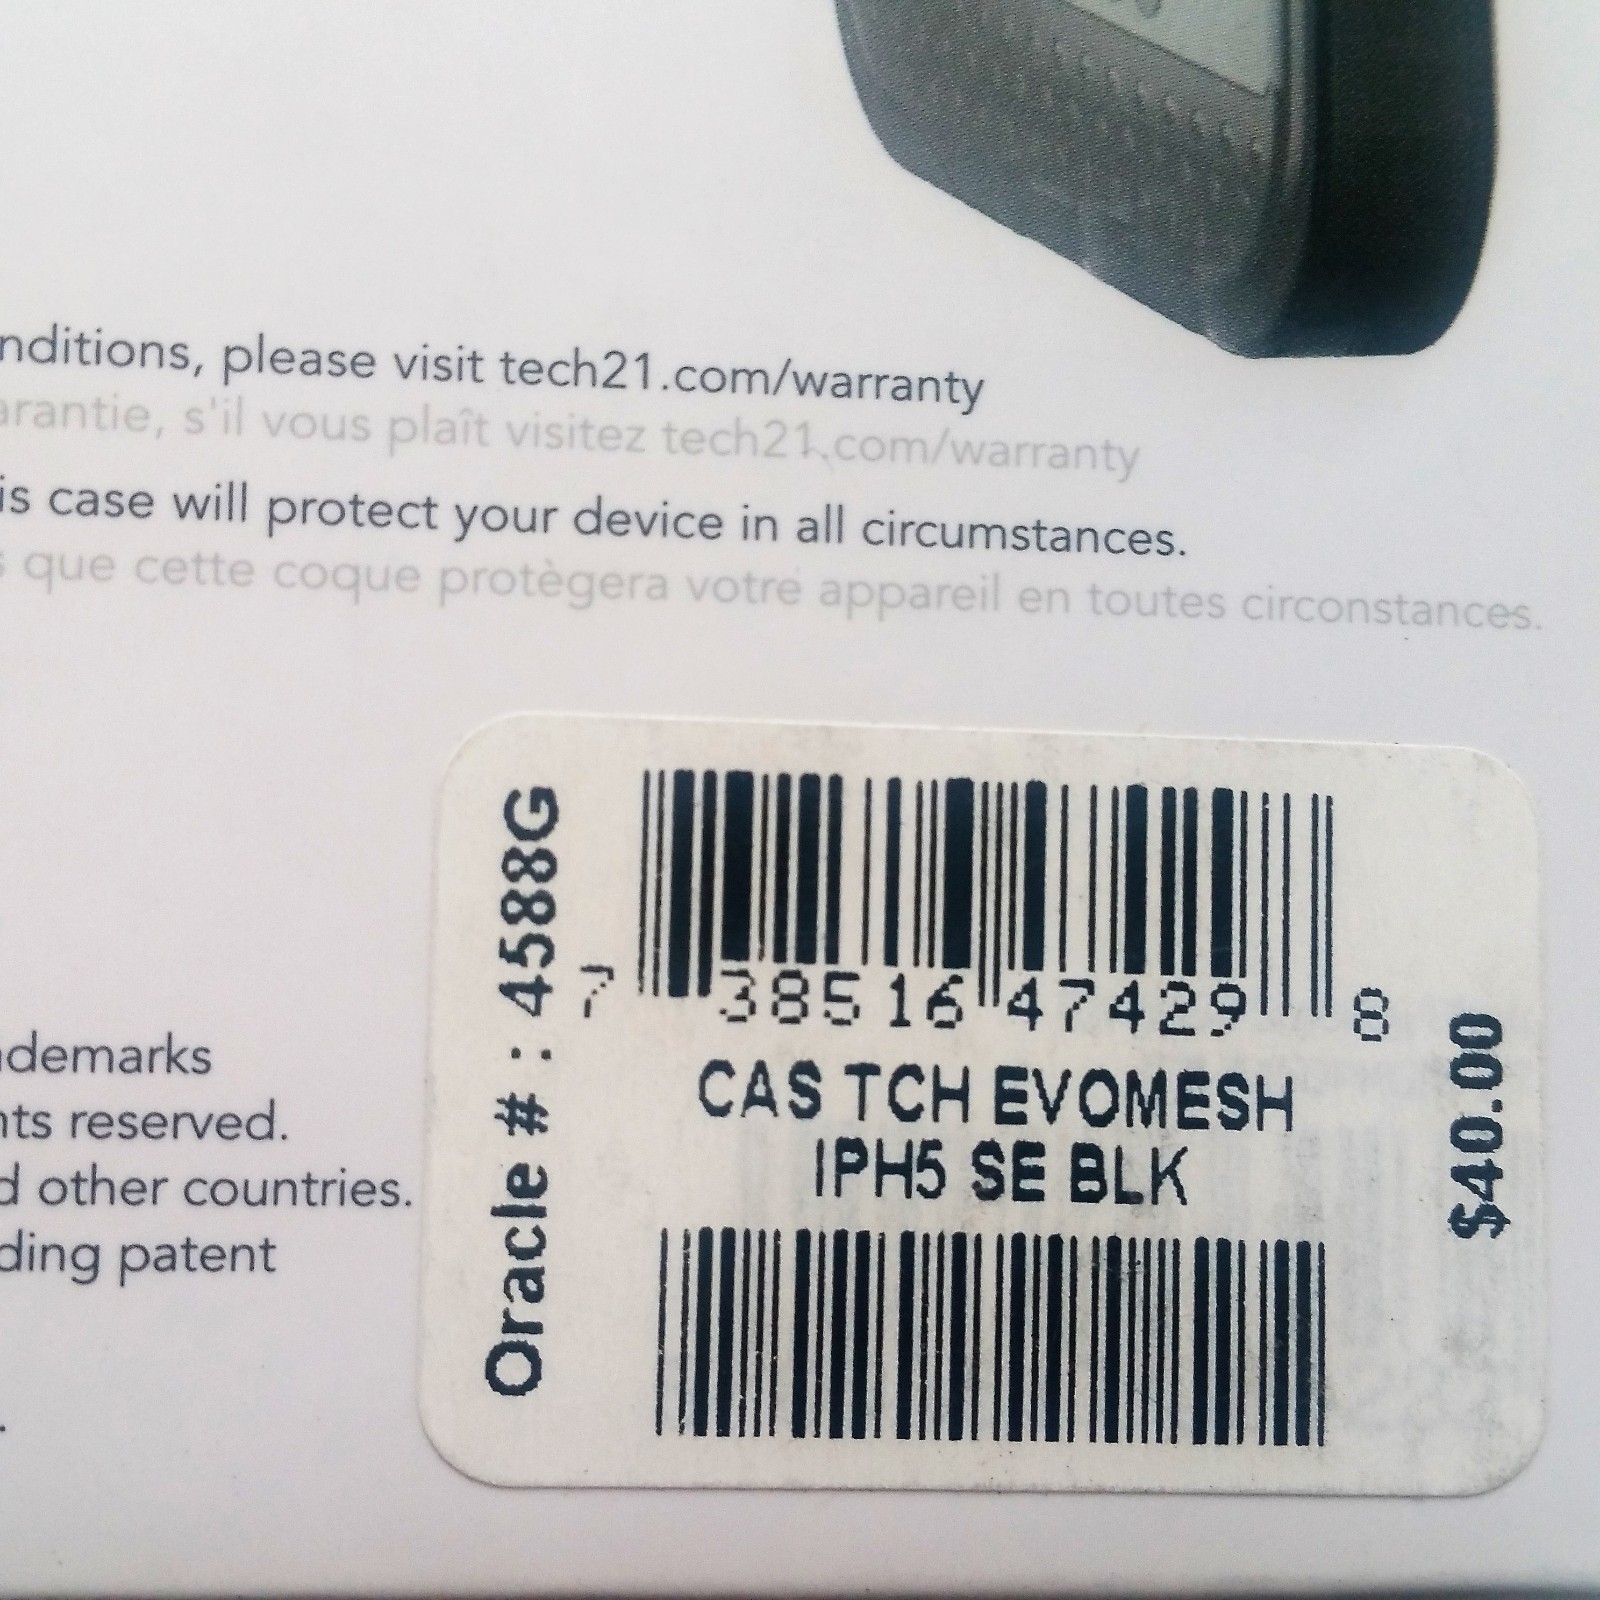 nditions, please visit tech21.com/warranty
arantie, s'il vous plaît visitez tech21.com/warranty
is case will protect your device in all circumstances.
s que cette coque protègera votre appareil en toutes circonstances.
ademarks
nts reserved.
d other countries.
ding patent
.
Oracle # : 4588G
7 38516 47429 8
CAS TCH EVOMESH
IPH5 SE BLK
$40.00